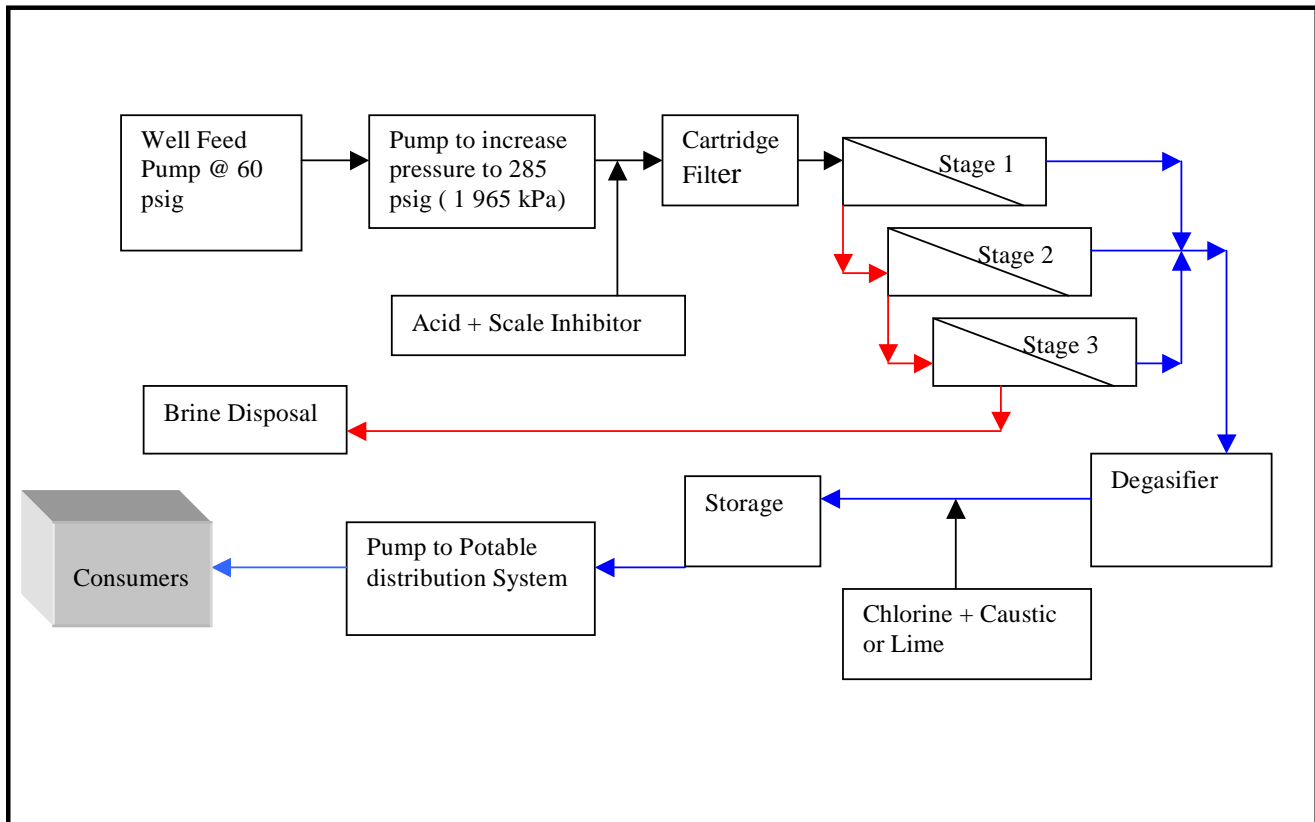 Well Feed
Pump @ 60
psig
Pump to increase
pressure to 285
psig ( 1 965 kPa)
Cartridge
Filter
Stage 1
Stage 2
Stage 3
Acid + Scale Inhibitor
Brine Disposal
Degasifier
Storage
Pump to Potable
distribution System
Consumers
Chlorine + Caustic
or Lime